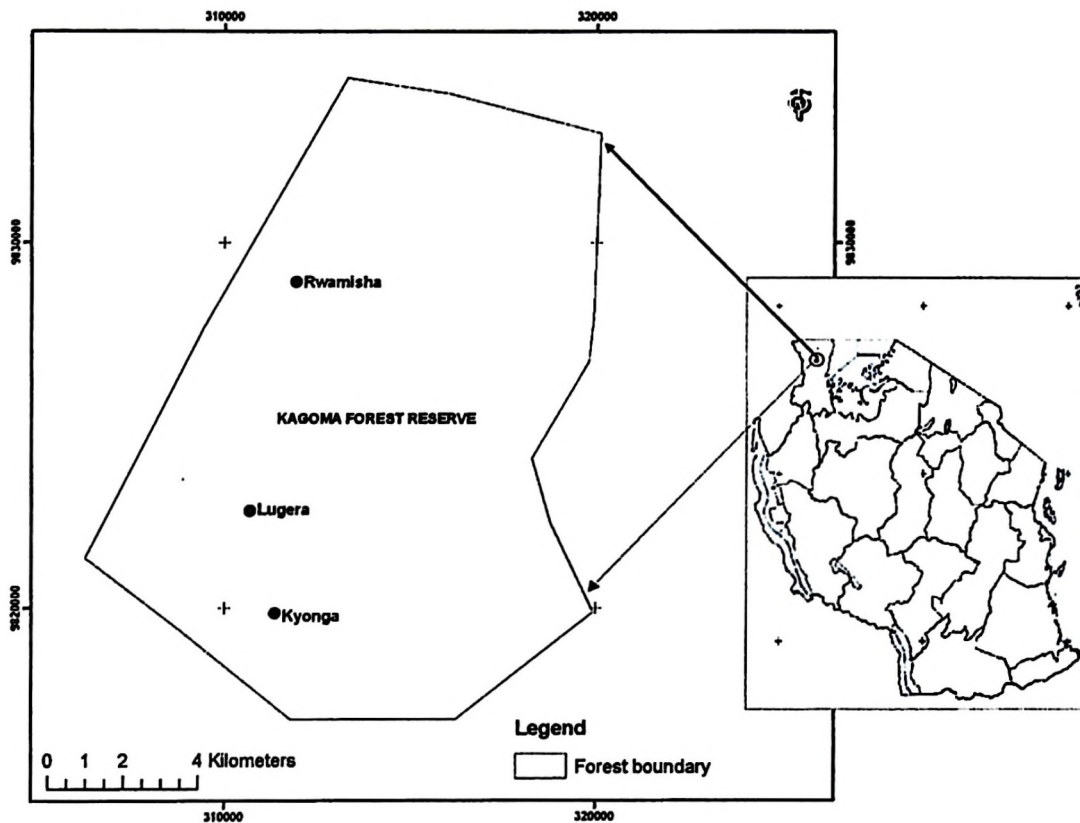 310000
320000
9830000
9830000
Rwamisha
KAGOMA FOREST RESERVE
Lugera
9820000
Kyonga
Legend
0 1 2 4 Kilometers
Forest boundary
310000
320000